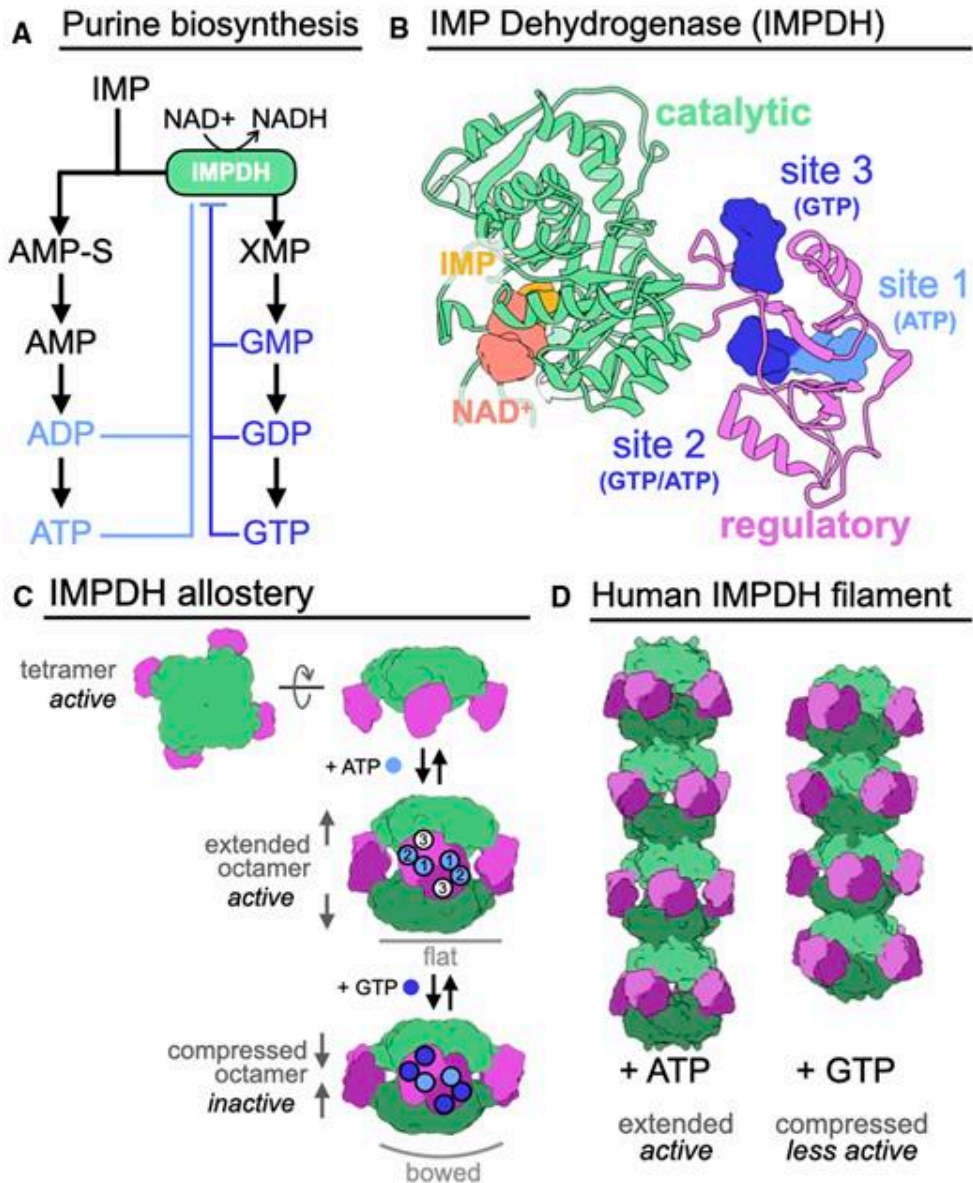 A Purine biosynthesis
IMP
NAD+ NADH
IMPDH
AMP-S XMP
AMP GMP
ADP GDP
ATP GTP
B IMP Dehydrogenase (IMPDH)
catalytic
site 3
(GTP)
IMP
site 1
(ATP)
NAD+
site 2
(GTP/ATP)
regulatory
C IMPDH allostery
tetramer
active
+ ATP
extended
octamer
active
3
2 1 1 2
3
flat
+ GTP
compressed
octamer
inactive
bowed
D Human IMPDH filament
+ ATP + GTP
extended compressed
active less active